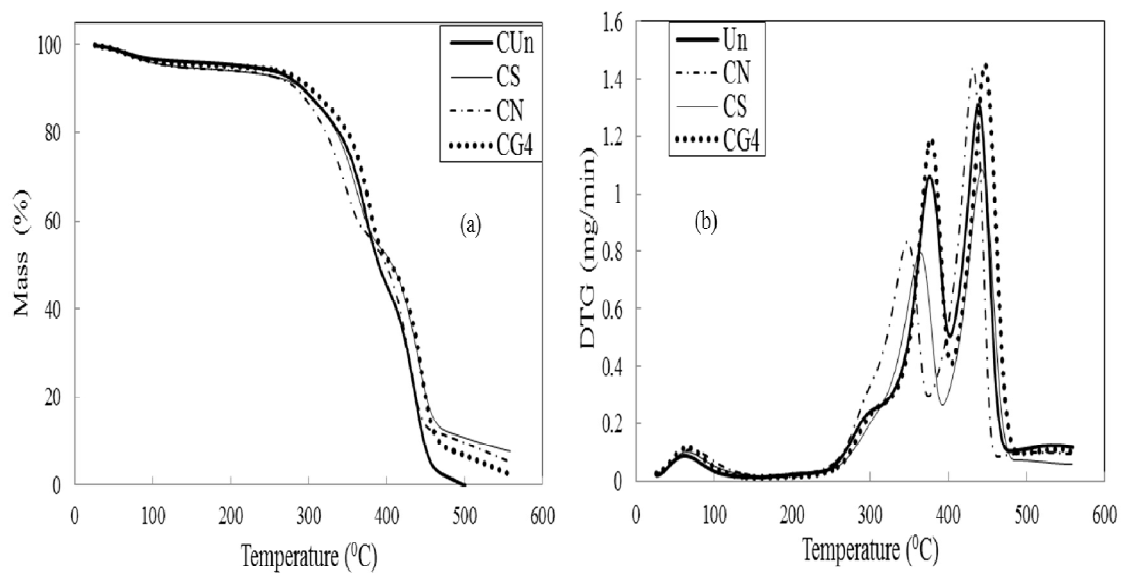 100
80
60
40
20
0
Mass (%)
CUn
CS
CN
CG4
(a)
0
100
200
300
400
500
600
Temperature (⁰C)
1.6
1.4
1.2
1
0.8
0.6
0.4
0.2
0
DTG (mg/min)
Un
CN
CS
CG4
(b)
0
100
200
300
400
500
600
Temperature (⁰C)